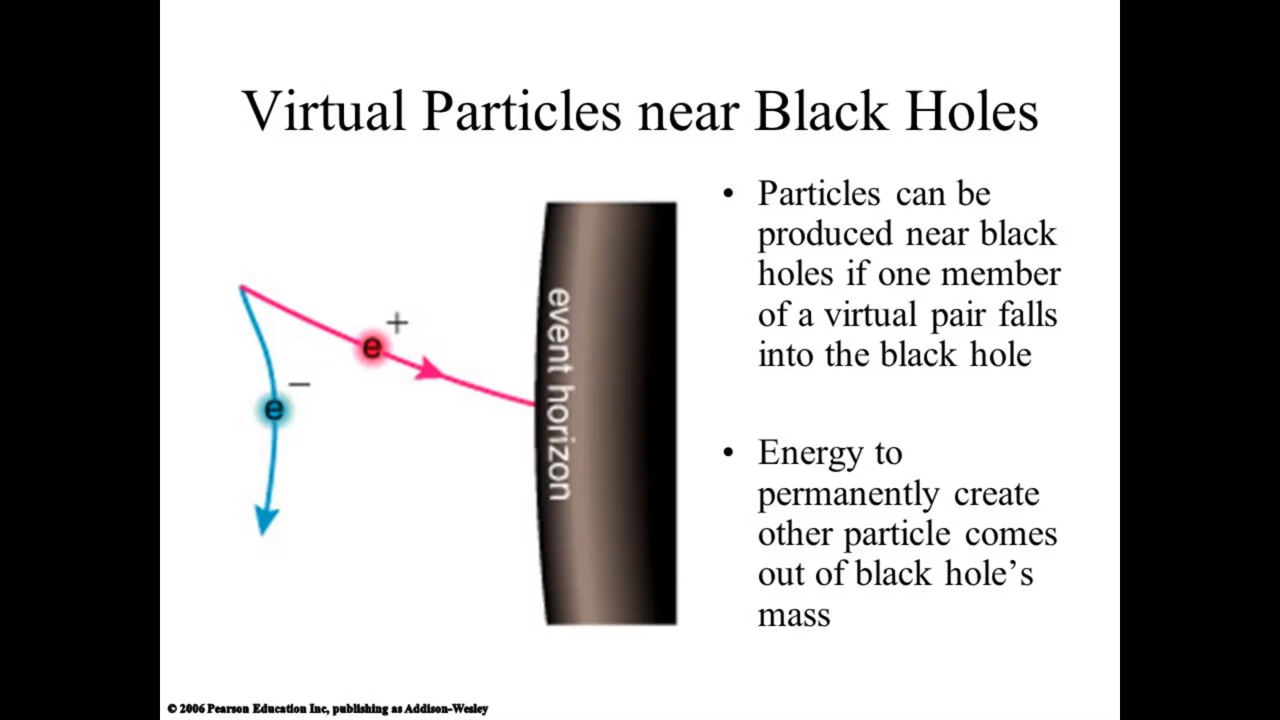 Virtual Particles near Black Holes
• Particles can be
produced near black
holes if one member
of a virtual pair falls
into the black hole
• Energy to
permanently create
other particle comes
out of black hole’s
mass
e +
e −
event horizon
© 2006 Pearson Education Inc, publishing as Addison-Wesley